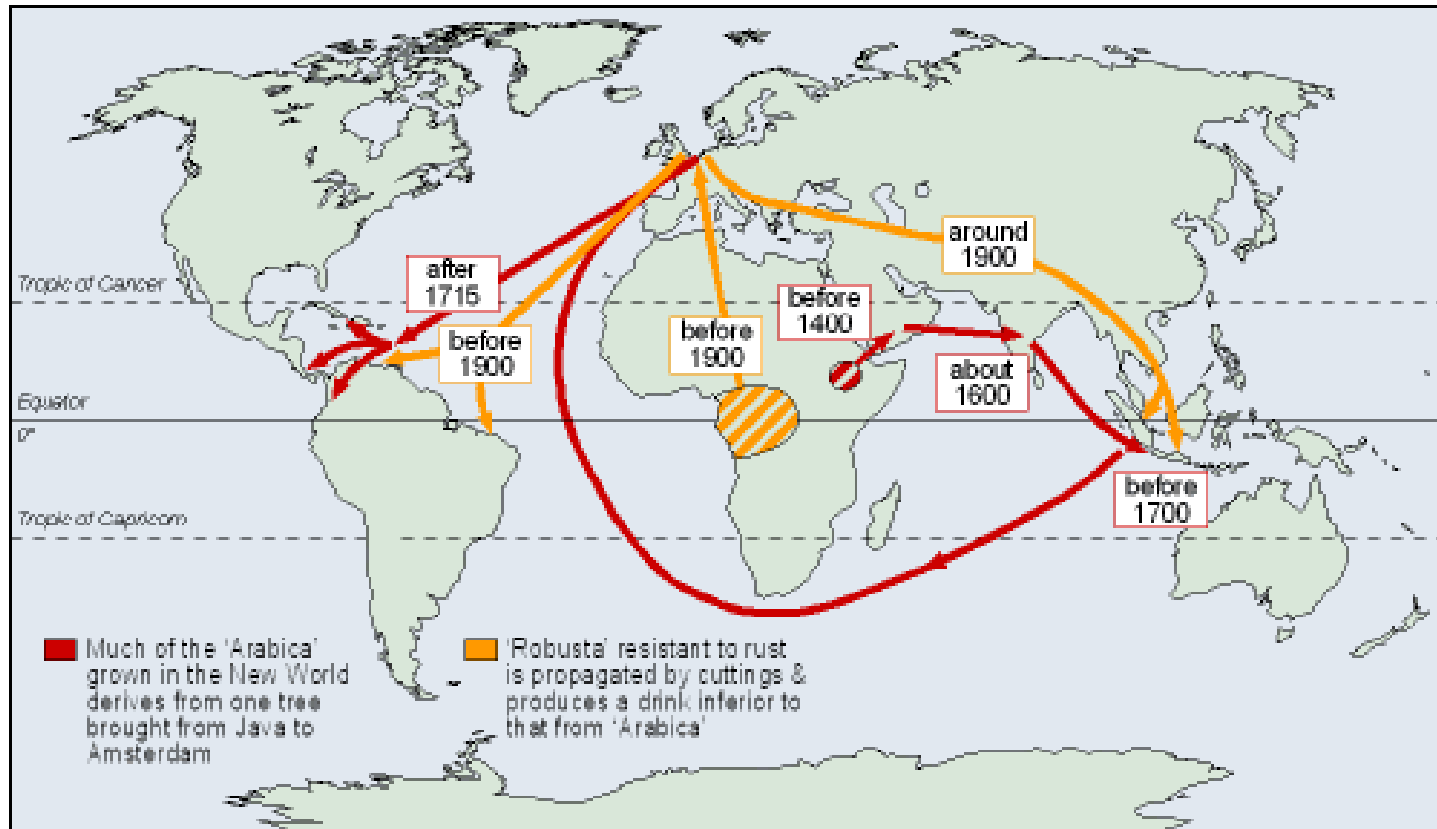 after
1715
before
1900
before
1900
before
1400
around
1900
about
1600
before
1700
Tropic of Cancer
Equator
0°
Tropic of Capricorn
Much of the 'Arabica'
grown in the New World
derives from one tree
brought from Java to
Amsterdam
'Robusta' resistant to rust
is propagated by cuttings &
produces a drink inferior to
that from 'Arabica'